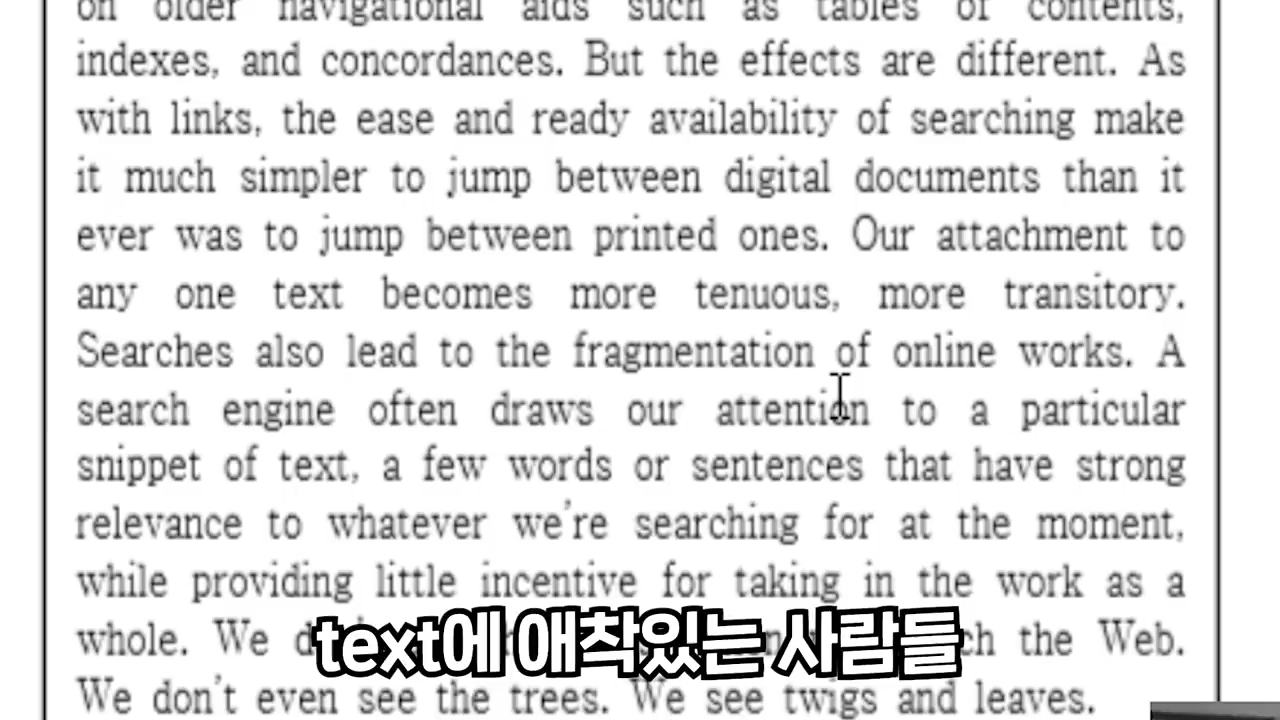 on older navigational aids such as tables of contents,
indexes, and concordances. But the effects are different. As
with links, the ease and ready availability of searching make
it much simpler to jump between digital documents than it
ever was to jump between printed ones. Our attachment to
any one text becomes more tenuous, more transitory.
Searches also lead to the fragmentation of online works. A
search engine often draws our attention to a particular
snippet of text, a few words or sentences that have strong
relevance to whatever we're searching for at the moment,
while providing little incentive for taking in the work as a
whole. We the Web.
text에 애착있는 사람들
We don't even see the trees. We see twigs and leaves.